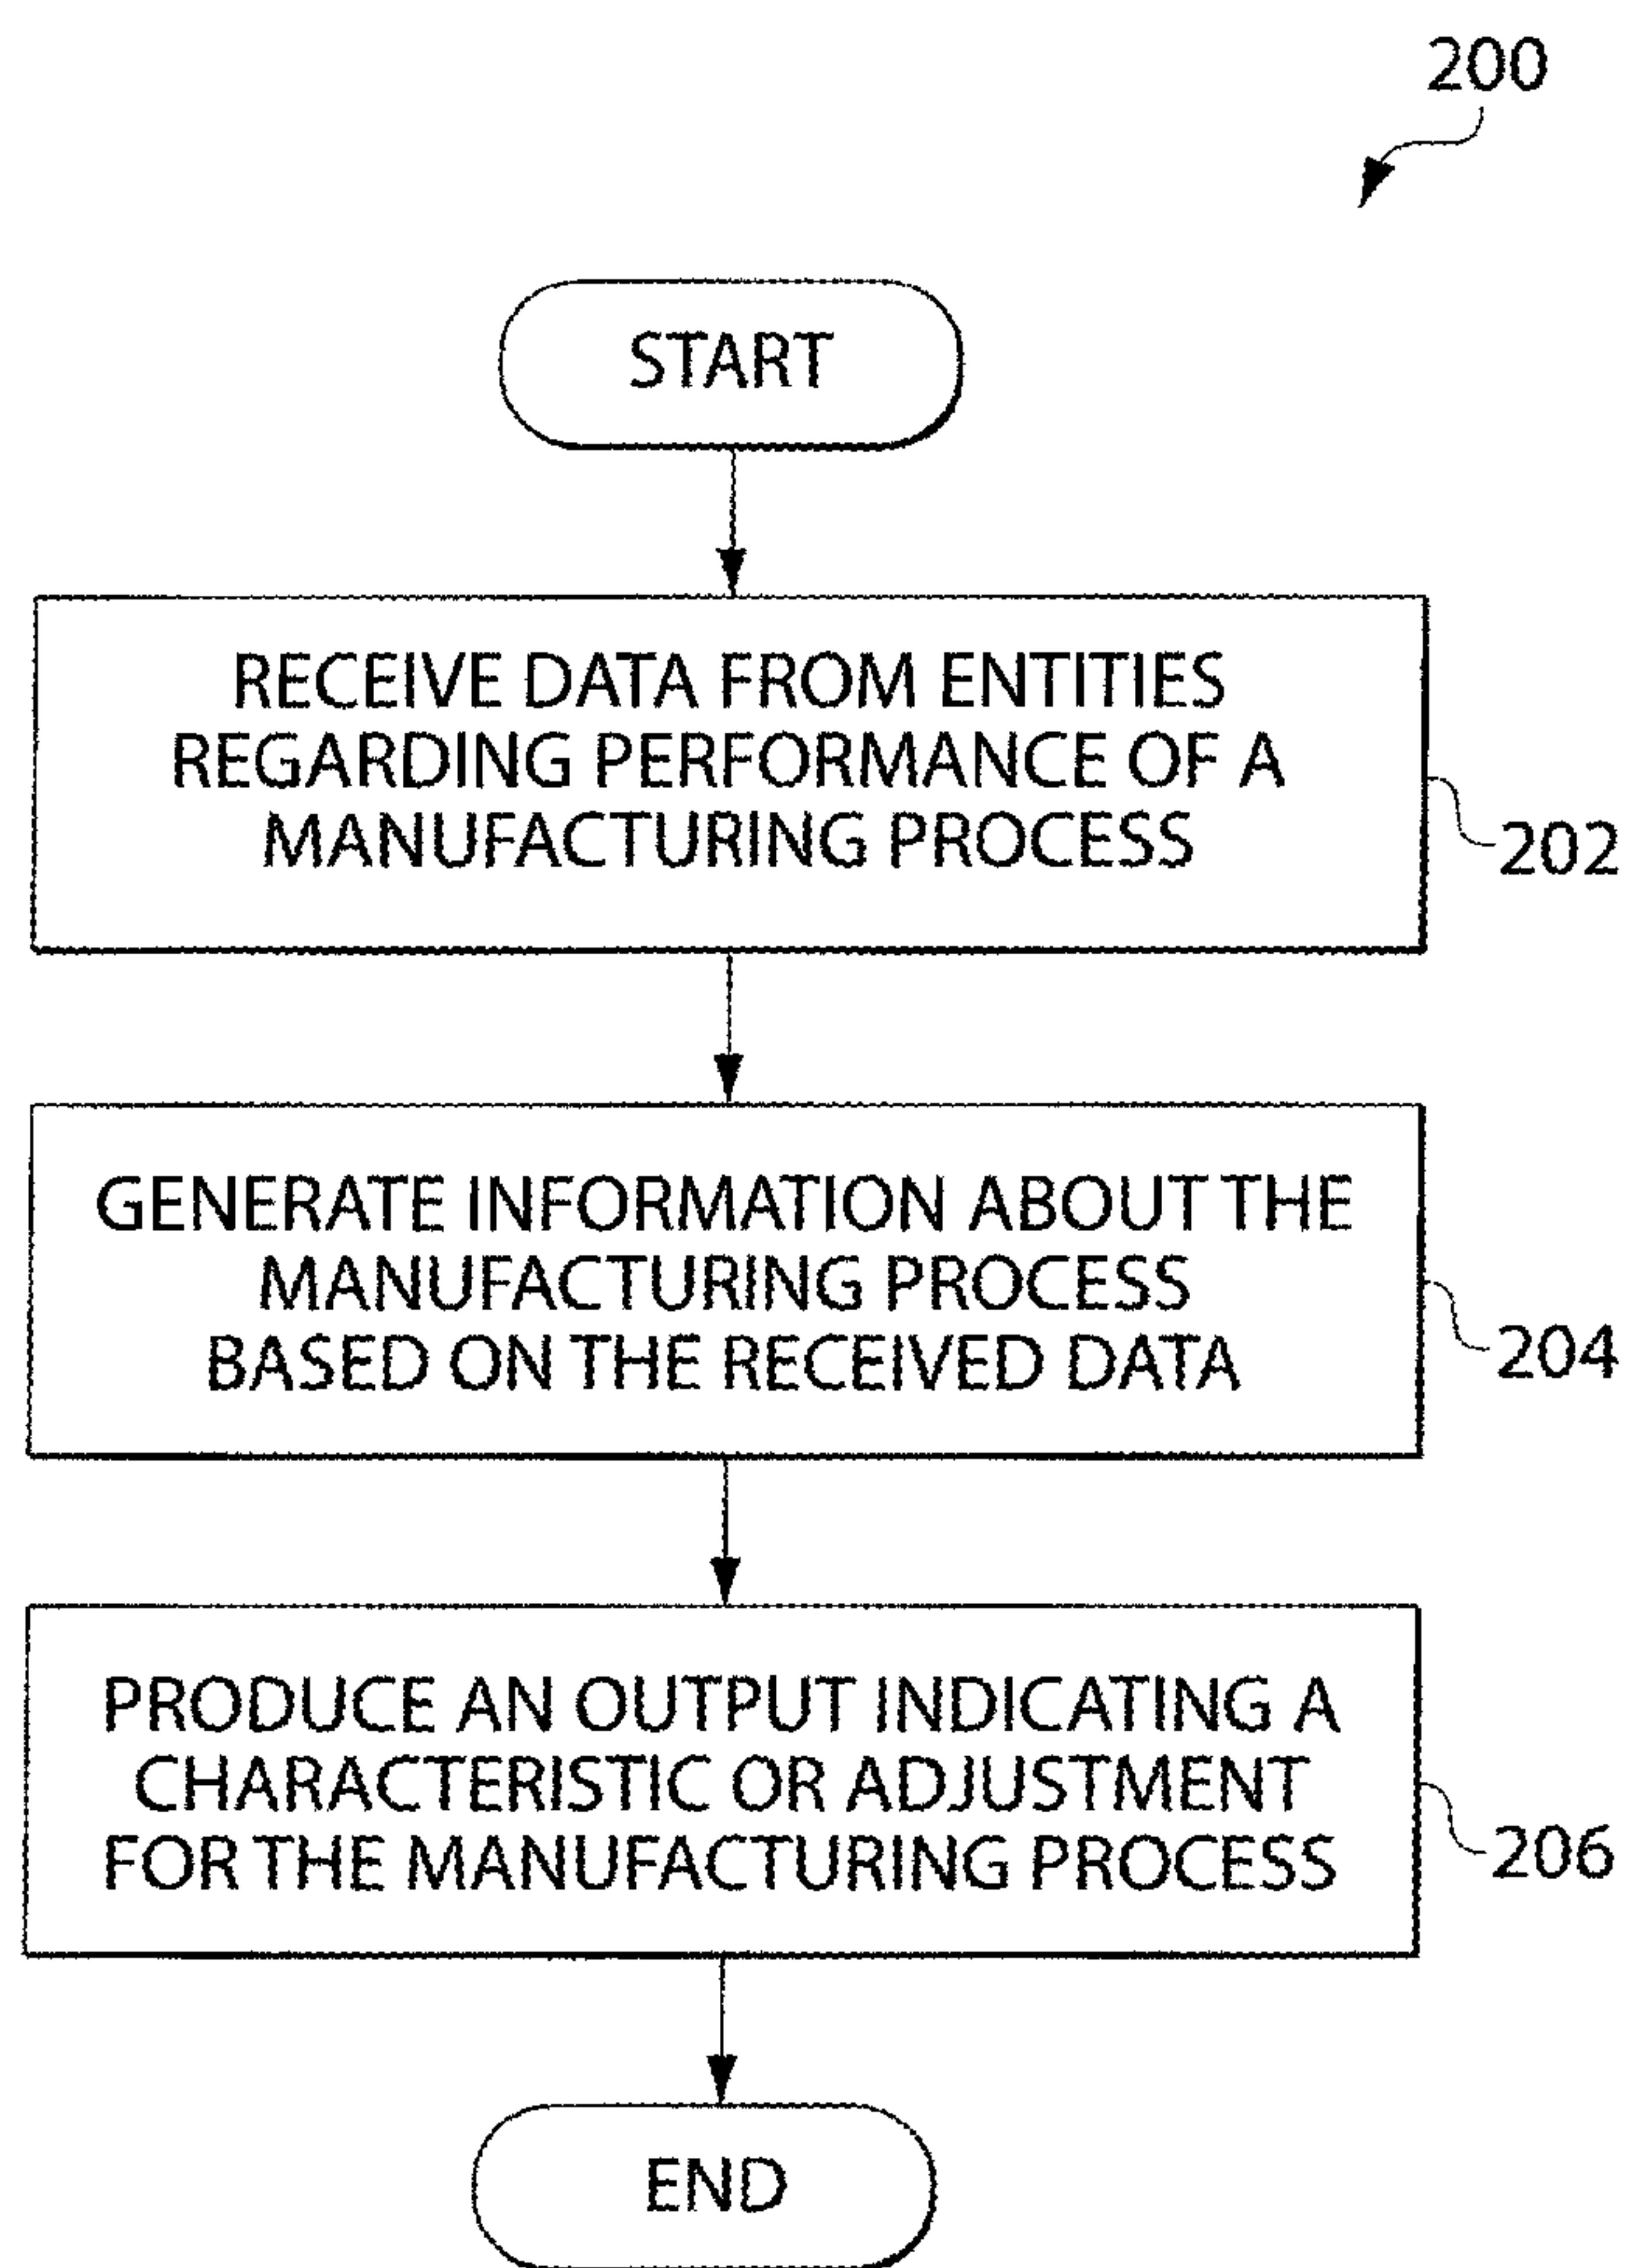 200
START
RECEIVE DATA FROM ENTITIES
REGARDING PERFORMANCE OF A
MANUFACTURING PROCESS
202
GENERATE INFORMATION ABOUT THE
MANUFACTURING PROCESS
BASED ON THE RECEIVED DATA
204
PRODUCE AN OUTPUT INDICATING A
CHARACTERISTIC OR ADJUSTMENT
FOR THE MANUFACTURING PROCESS
206
END